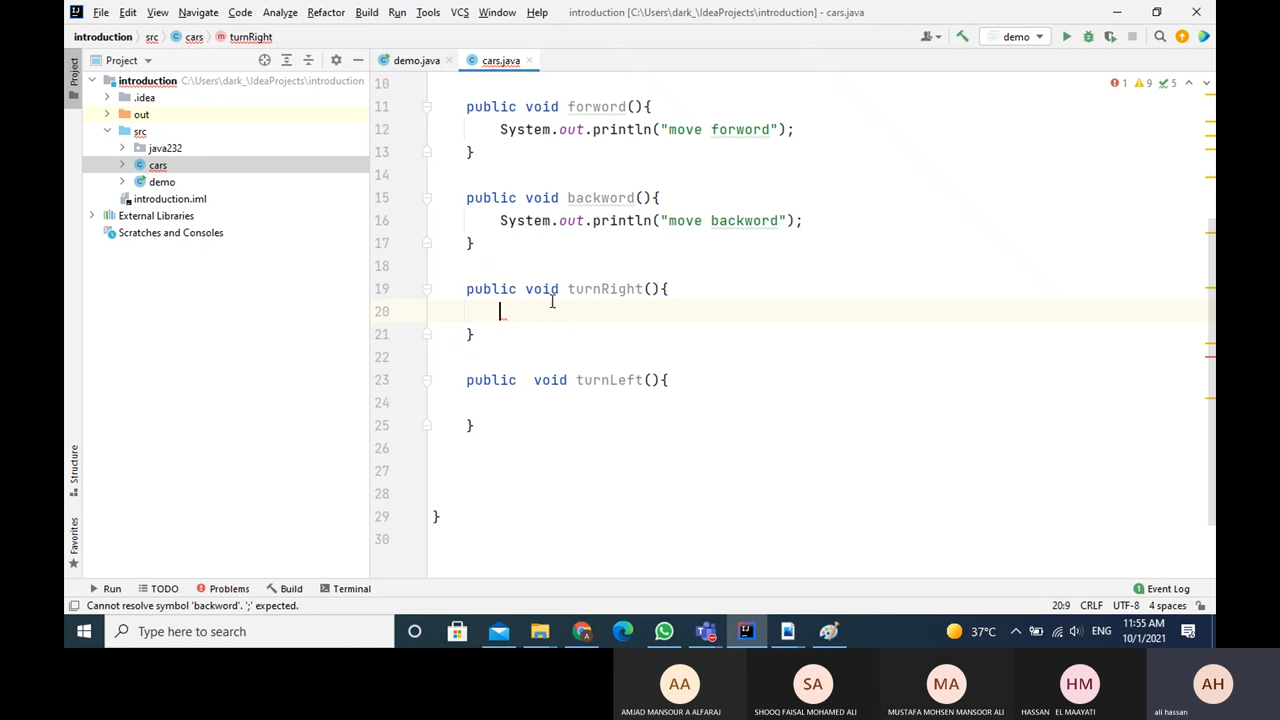 File Edit View Navigate Code Analyze Refactor Build Run Tools VCS Window Help introduction [C:\Users\dark_\IdeaProjects\introduction] - cars.java
introduction src cars turnRight demo
Project demo.java cars.java
introduction C:\Users\dark_\IdeaProjects\introduction
.idea
out
src
java232
cars
demo
introduction.iml
External Libraries
Scratches and Consoles
Project
Structure
Favorites
1 9 5
10
11 public void forword(){
12 System.out.println("move forword");
13 }
14
15 public void backword(){
16 System.out.println("move backword");
17 }
18
19 public void turnRight(){
20
21 }
22
23 public  void turnLeft(){
24
25 }
26
27
28
29 }
30
Run TODO Problems Build Terminal 1 Event Log
Cannot resolve symbol 'backword'. ';' expected. 20:9 CRLF UTF-8 4 spaces
Type here to search 37°C ENG 11:55 AM
10/1/2021
AA SA MA HM AH
AMJAD MANSOUR A ALFARAJ SHOOQ FAISAL MOHAMED ALI MUSTAFA MOHSEN MANSOOR ALI HASSAN EL MAAYATI ali hassan